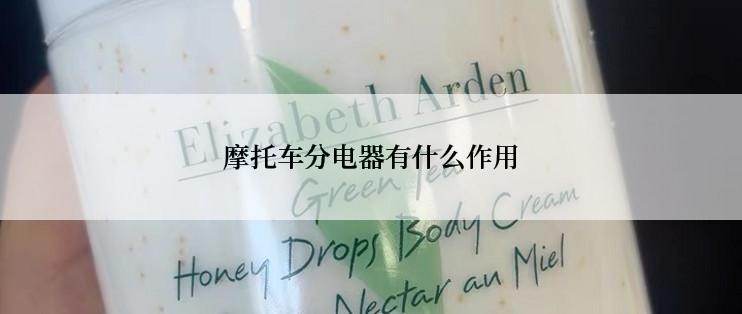 Elizabeth Arden
摩托车分电器有什么作用
Green Tea
Honey Drops Body Cream
Nectar au Miel